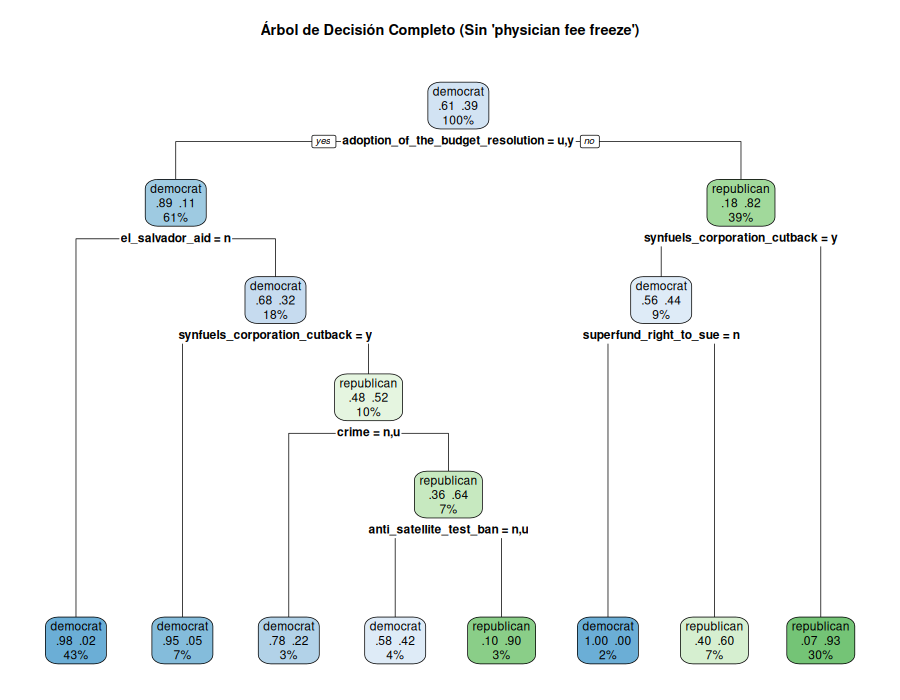 Árbol de Decisión Completo (Sin 'physician fee freeze')
democrat
.61 .39
100%
yes adoption_of_the_budget_resolution = u,y no
democrat
.89 .11
61%
republican
.18 .82
39%
el_salvador_aid = n
synfuels_corporation_cutback = y
democrat
.68 .32
18%
democrat
.56 .44
9%
synfuels_corporation_cutback = y
superfund_right_to_sue = n
republican
.48 .52
10%
crime = n,u
republican
.36 .64
7%
anti_satellite_test_ban = n,u
democrat
.98 .02
43%
democrat
.95 .05
7%
democrat
.78 .22
3%
democrat
.58 .42
4%
republican
.10 .90
3%
democrat
1.00 .00
2%
republican
.40 .60
7%
republican
.07 .93
30%